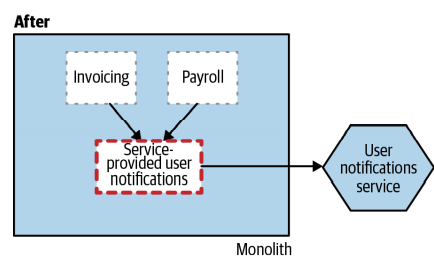 After
Invoicing
Payroll
Service-
provided user
notifications
User
notifications
service
Monolith